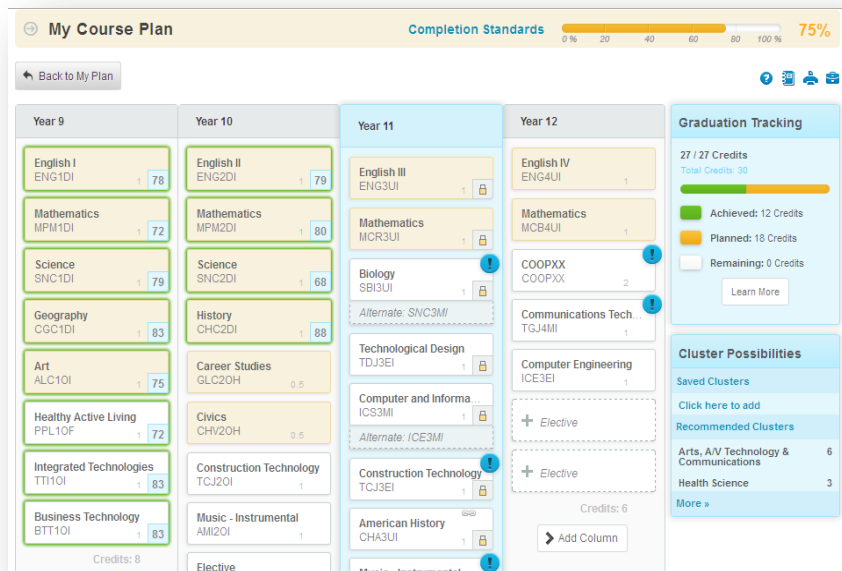 My Course Plan
Completion Standards
0 % 20 40 60 80 100 %
75%
Back to My Plan
Year 9
English I
ENG1DI 1 78
Mathematics
MPM1DI 1 72
Science
SNC1DI 1 79
Geography
CGC1DI 1 83
Art
ALC1OI 1 75
Healthy Active Living
PPL1OF 1 72
Integrated Technologies
TTI1OI 1 83
Business Technology
BTT1OI 1 83
Credits: 8
Year 10
English II
ENG2DI 1 79
Mathematics
MPM2DI 1 80
Science
SNC2DI 1 68
History
CHC2DI 1 88
Career Studies
GLC2OH 0.5
Civics
CHV2OH 0.5
Construction Technology
TCJ2OI 1
Music - Instrumental
AMI2OI 1
Elective
Year 11
English III
ENG3UI 1
Mathematics
MCR3UI 1
Biology
SBI3UI 1
Alternate: SNC3MI
Technological Design
TDJ3EI 1
Computer and Informa...
ICS3MI 1
Alternate: ICE3MI
Construction Technology
TCJ3EI 1
American History
CHA3UI 1
Music - Instrumental
Year 12
English IV
ENG4UI 1
Mathematics
MCB4UI 1
COOPXX
COOPXX 2
Communications Tech...
TGJ4MI 1
Computer Engineering
ICE3EI 1
+ Elective
+ Elective
Credits: 6
Add Column
Graduation Tracking
27 / 27 Credits
Total Credits: 30
Achieved: 12 Credits
Planned: 18 Credits
Remaining: 0 Credits
Learn More
Cluster Possibilities
Saved Clusters
Click here to add
Recommended Clusters
Arts, A/V Technology & 6
Communications
Health Science 3
More »